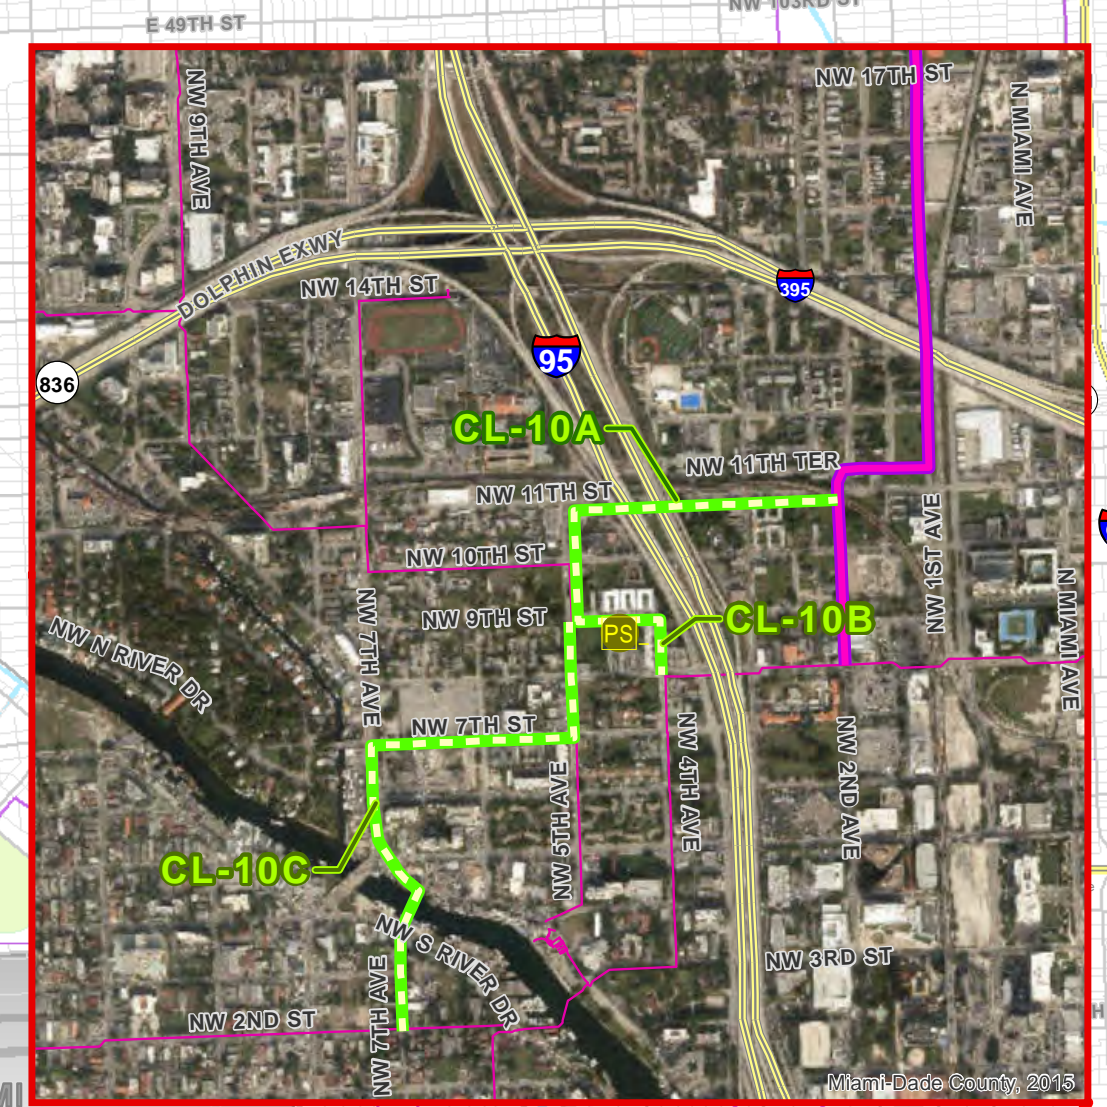 NW 103RD ST
E 49TH ST
NW 17TH ST
NW 9TH AVE
N MIAMI AVE
DOLPHIN EXWY
NW 14TH ST
395
95
836
CL-10A
NW 11TH TER
NW 11TH ST
NW 1ST AVE
NW 10TH ST
N MIAMI AVE
NW 7TH AVE
NW 9TH ST
PS
CL-10B
NW N RIVER DR
NW 7TH ST
NW 4TH AVE
NW 2ND AVE
NW 5TH AVE
CL-10C
NW S RIVER DR
NW 3RD ST
NW 7TH AVE
NW 2ND ST
Miami-Dade County, 2015